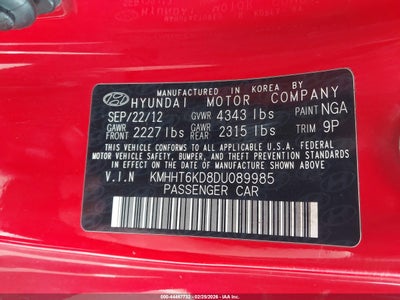 MANUFACTURED IN KOREA BY
HYUNDAI MOTOR COMPANY
SEP/22/12 GVWR 4343 lbs PAINT NGA
GAWR FRONT 2227 lbs GAWR REAR 2315 lbs TRIM 9P
THIS VEHICLE CONFORMS TO ALL APPLICABLE U.S.A. FEDERAL
MOTOR VEHICLE SAFETY, BUMPER, AND THEFT PREVENTION
STANDARDS IN EFFECT ON THE DATE OF MANUFACTURE SHOWN ABOVE.
V.I.N KMHHT6KD8DU089985
PASSENGER CAR